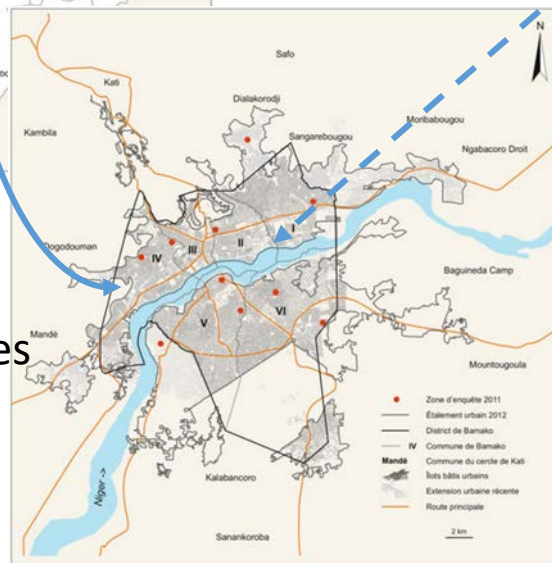 N
Safo
Kati
Dialakorodji
Kambila
Sangarebougou
Moribabougou
Ngabacoro Droit
I
II
III
IV
Dogodouman
Baguineda Camp
V
VI
Mandé
es
Mountougoula
Kalabancoro
Niger ->
Sanankoroba
Zone d'enquête 2011
Étalement urbain 2012
District de Bamako
IV Commune de Bamako
Mandé Commune du cercle de Kati
Îlots bâtis urbains
Extension urbaine récente
Route principale
2 km